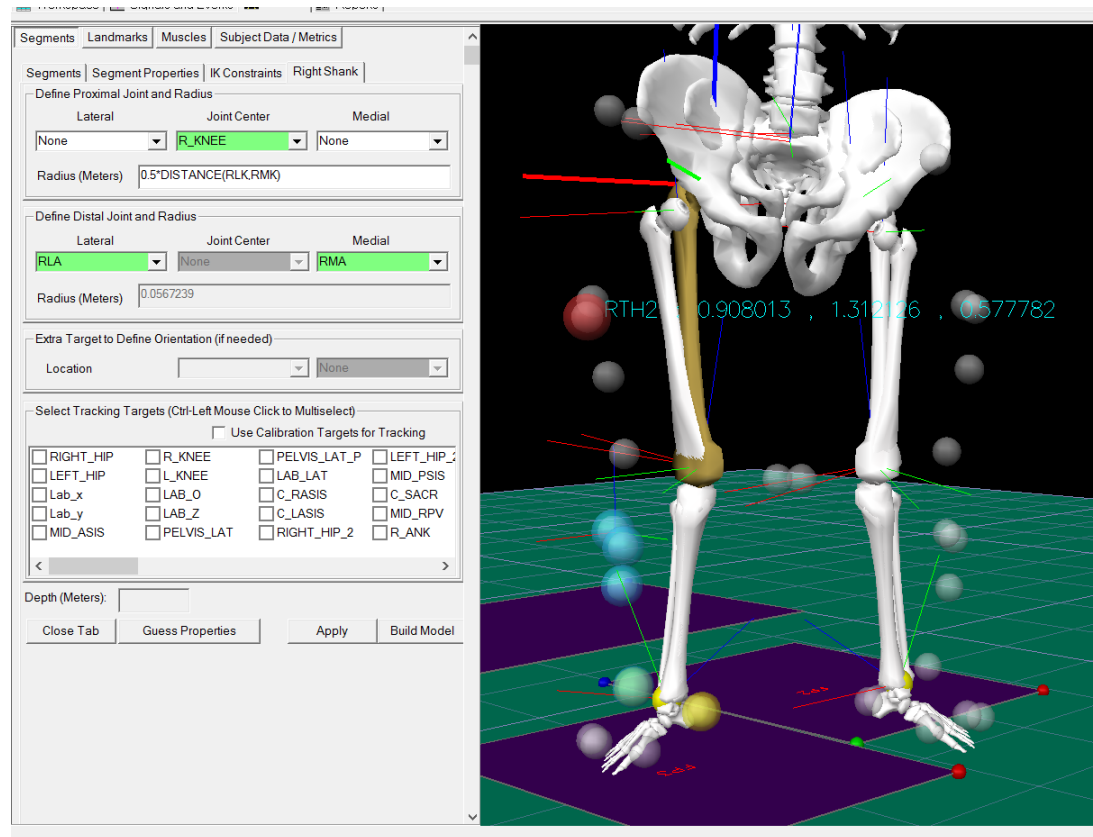 Segments Landmarks Muscles Subject Data / Metrics
Segments Segment Properties IK Constraints Right Shank
Define Proximal Joint and Radius
Lateral Joint Center Medial
None R_KNEE None
Radius (Meters) 0.5*DISTANCE(RLK,RMK)
Define Distal Joint and Radius
Lateral Joint Center Medial
RLA None RMA
Radius (Meters) 0.0567239
Extra Target to Define Orientation (if needed)
Location None
Select Tracking Targets (Ctrl-Left Mouse Click to Multiselect)
Use Calibration Targets for Tracking
RIGHT_HIP R_KNEE PELVIS_LAT_P LEFT_HIP_2
LEFT_HIP L_KNEE LAB_LAT MID_PSIS
Lab_x LAB_O C_RASIS C_SACR
Lab_y LAB_Z C_LASIS MID_RPV
MID_ASIS PELVIS_LAT RIGHT_HIP_2 R_ANK
Depth (Meters):
Close Tab Guess Properties Apply Build Model
RTH2 0.908013 , 1.312126 , 0.577782